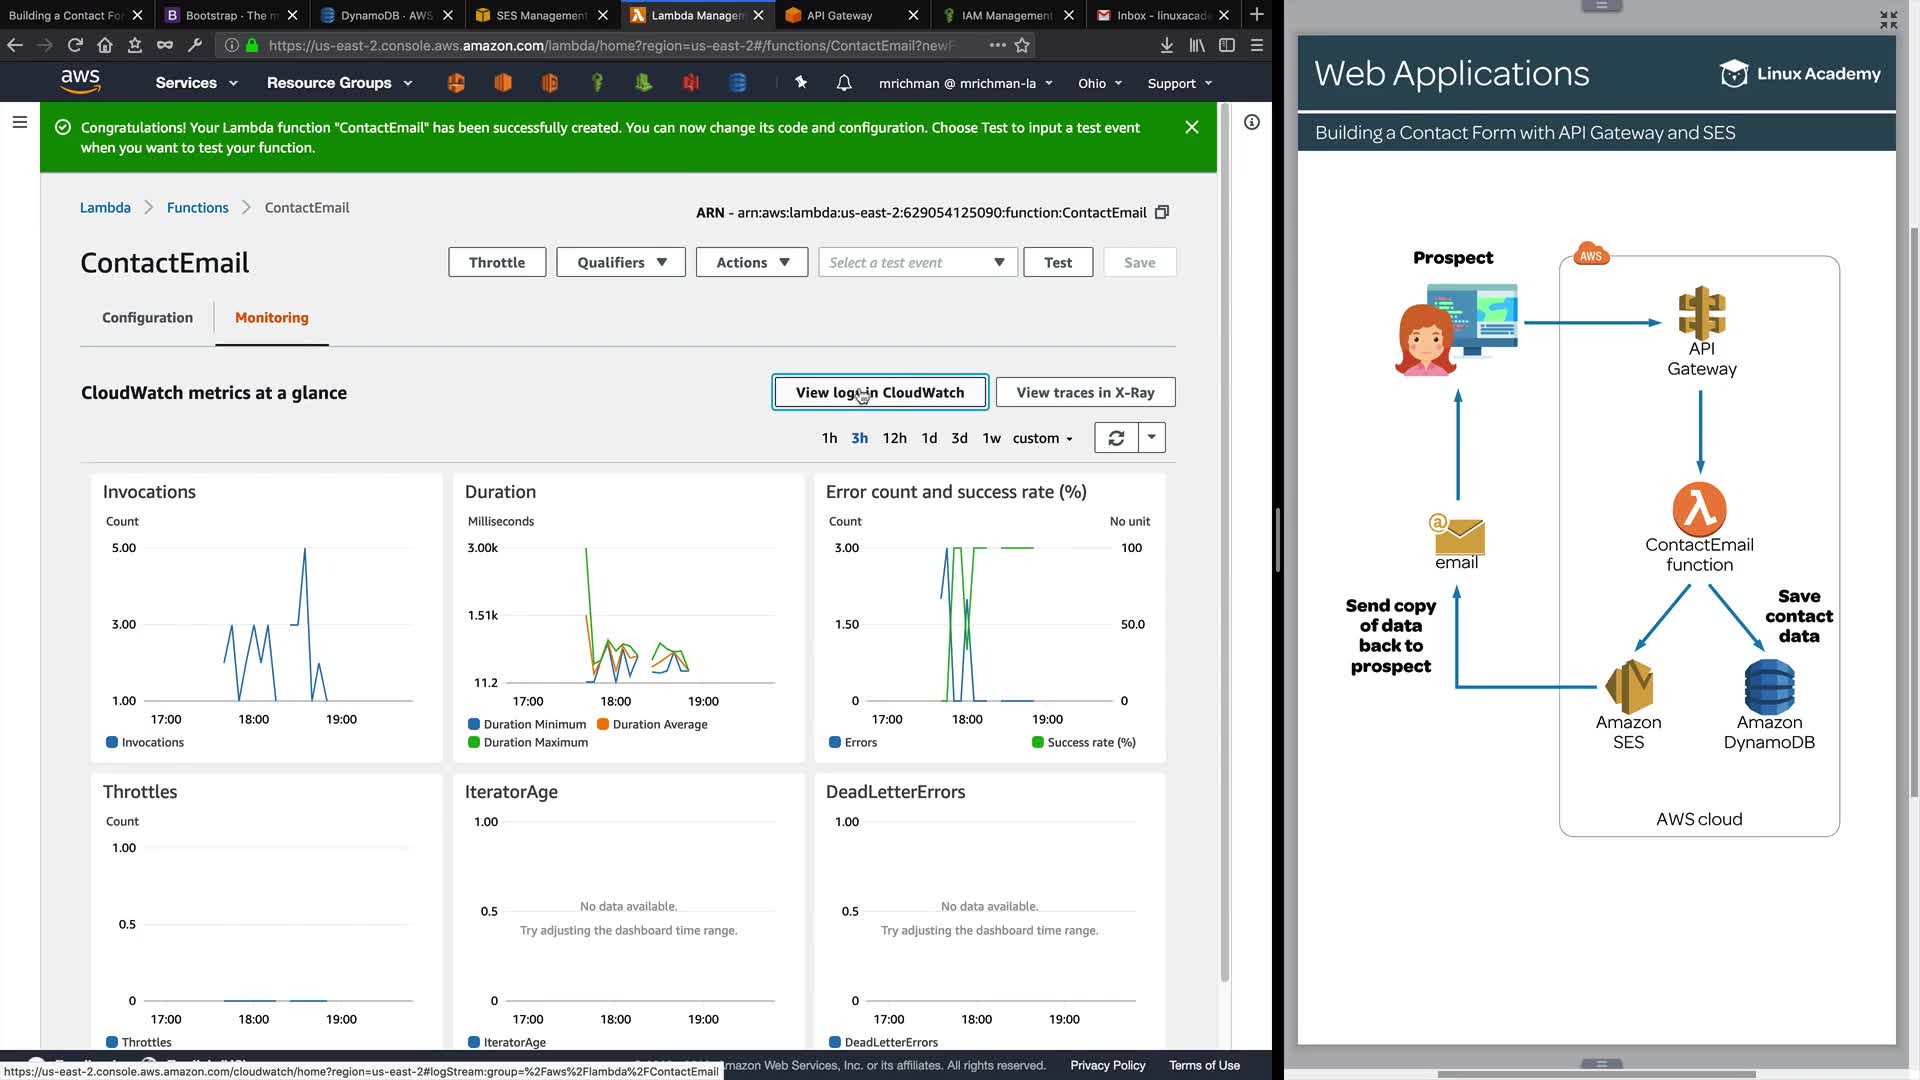 Building a Contact For
Bootstrap · The m
DynamoDB · AWS
SES Management
Lambda Manage
API Gateway
IAM Management
Inbox - linuxacad
https://us-east-2.console.aws.amazon.com/lambda/home?region=us-east-2#/functions/ContactEmail?newF
aws
Services
Resource Groups
mrichman @ mrichman-la
Ohio
Support
Congratulations! Your Lambda function "ContactEmail" has been successfully created. You can now change its code and configuration. Choose Test to input a test event
when you want to test your function.
Lambda
Functions
ContactEmail
ARN - arn:aws:lambda:us-east-2:629054125090:function:ContactEmail
ContactEmail
Throttle
Qualifiers
Actions
Select a test event
Test
Save
Configuration
Monitoring
CloudWatch metrics at a glance
View log in CloudWatch
View traces in X-Ray
1h 3h 12h 1d 3d 1w custom
Invocations
Count
5.00
3.00
1.00
17:00 18:00 19:00
Invocations
Duration
Milliseconds
3.00k
1.51k
11.2
17:00 18:00 19:00
Duration Minimum
Duration Average
Duration Maximum
Error count and success rate (%)
Count
No unit
3.00
100
1.50
50.0
0
0
17:00 18:00 19:00
Errors
Success rate (%)
Throttles
Count
1.00
0.5
0
17:00 18:00 19:00
Throttles
IteratorAge
1.00
0.5
0
No data available.
Try adjusting the dashboard time range.
17:00 18:00 19:00
IteratorAge
DeadLetterErrors
1.00
0.5
0
No data available.
Try adjusting the dashboard time range.
17:00 18:00 19:00
DeadLetterErrors
mazon Web Services, Inc. or its affiliates. All rights reserved.
Privacy Policy
Terms of Use
https://us-east-2.console.aws.amazon.com/cloudwatch/home?region=us-east-2#logStream:group=%2Faws%2Flambda%2FContactEmail
Web Applications
Linux Academy
Building a Contact Form with API Gateway and SES
Prospect
AWS
API
Gateway
ContactEmail
function
email
Send copy
of data
back to
prospect
Save
contact
data
Amazon
SES
Amazon
DynamoDB
AWS cloud